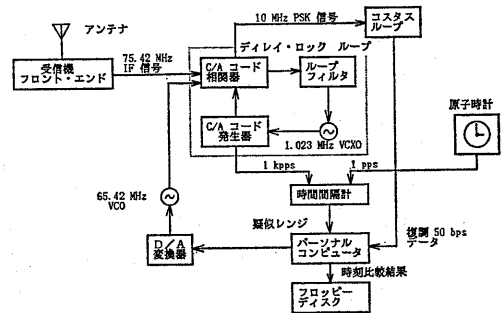 アンテナ
受信機
フロント・エンド
75.42 MHz
IF 信号
10 MHz PSK 信号
コスタス
ループ
ディレイ・ロック ループ
C/A コード
相関器
ループ
フィルタ
C/A コード
発生器
1.023 MHz VCXO
原子時計
1 kpps
1 pps
時間間隔計
65.42 MHz
VCO
疑似レンジ
D/A
変換器
パーソナル
コンピュータ
復調 50 bps
データ
時刻比較結果
フロッピー
ディスク